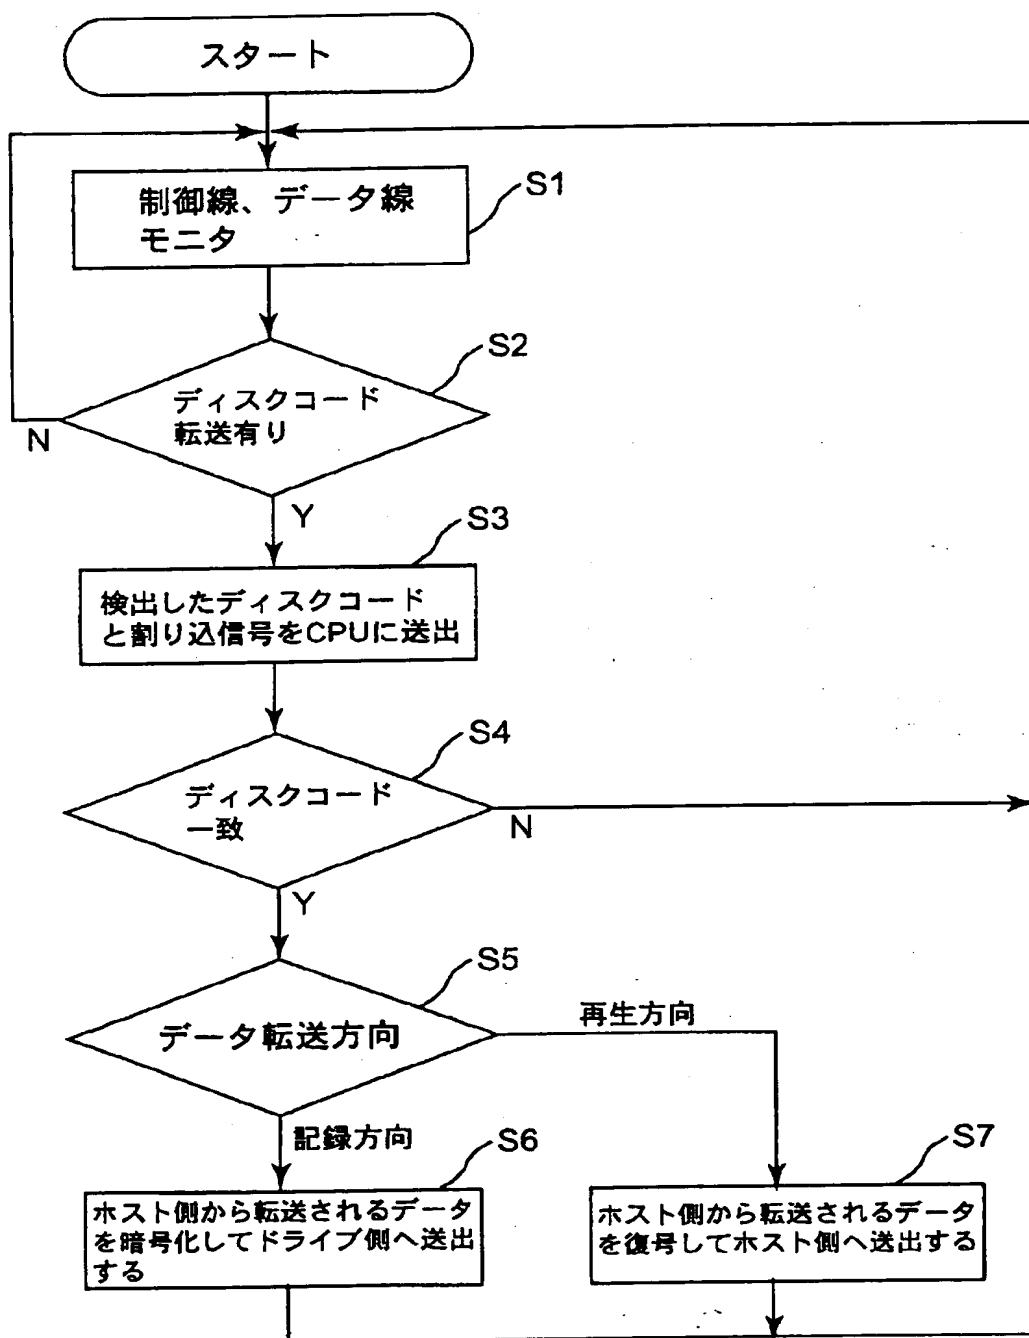 スタート
制御線、データ線
モニタ
S1
ディスクコード
転送有り
S2
N
Y
検出したディスクコード
と割り込信号をCPUに送出
S3
ディスクコード
一致
S4
N
Y
データ転送方向
S5
再生方向
記録方向
ホスト側から転送されるデータ
を暗号化してドライブ側へ送出
する
S6
ホスト側から転送されるデータ
を復号してホスト側へ送出する
S7